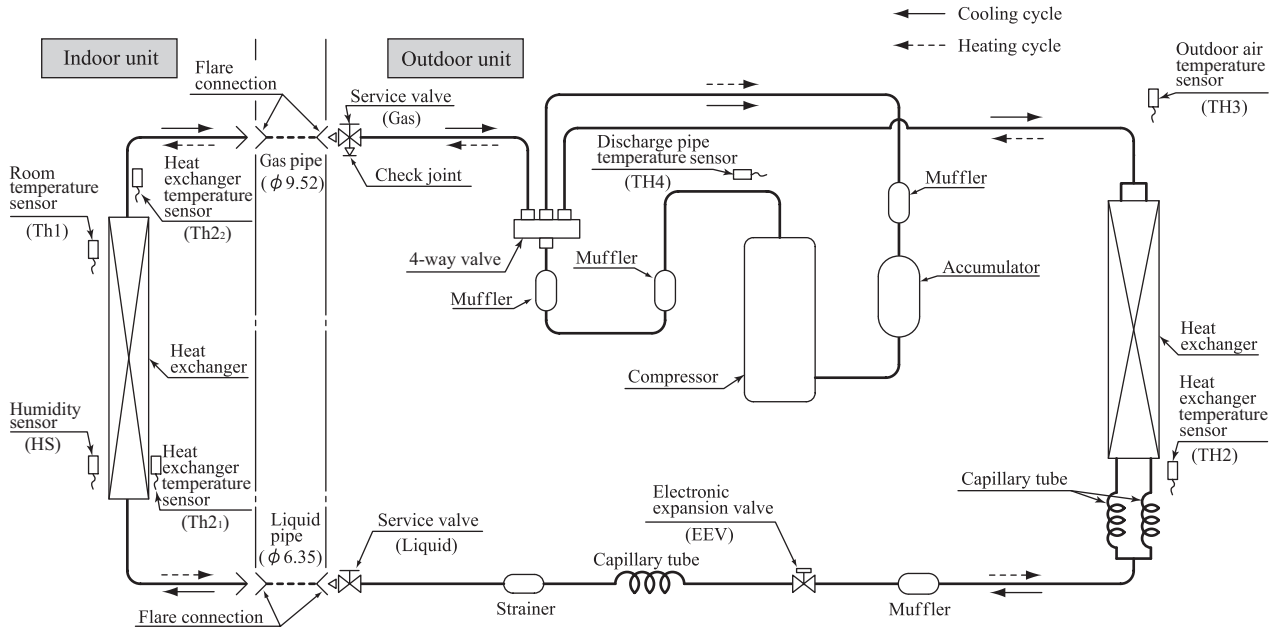 Cooling cycle
Heating cycle
Indoor unit
Outdoor unit
Flare
connection
Service valve
(Gas)
Outdoor air
temperature
sensor
(TH3)
Room
temperature
sensor
(Th1)
Heat
exchanger
temperature
sensor
(Th2₂)
Gas pipe
(ϕ9.52)
Check joint
Discharge pipe
temperature sensor
(TH4)
Muffler
4-way valve
Muffler
Muffler
Accumulator
Heat
exchanger
Compressor
Heat
exchanger
Humidity
sensor
(HS)
Heat
exchanger
temperature
sensor
(Th2₁)
Heat
exchanger
temperature
sensor
(TH2)
Capillary tube
Liquid
pipe
(ϕ6.35)
Service valve
(Liquid)
Electronic
expansion valve
(EEV)
Capillary tube
Strainer
Muffler
Flare connection